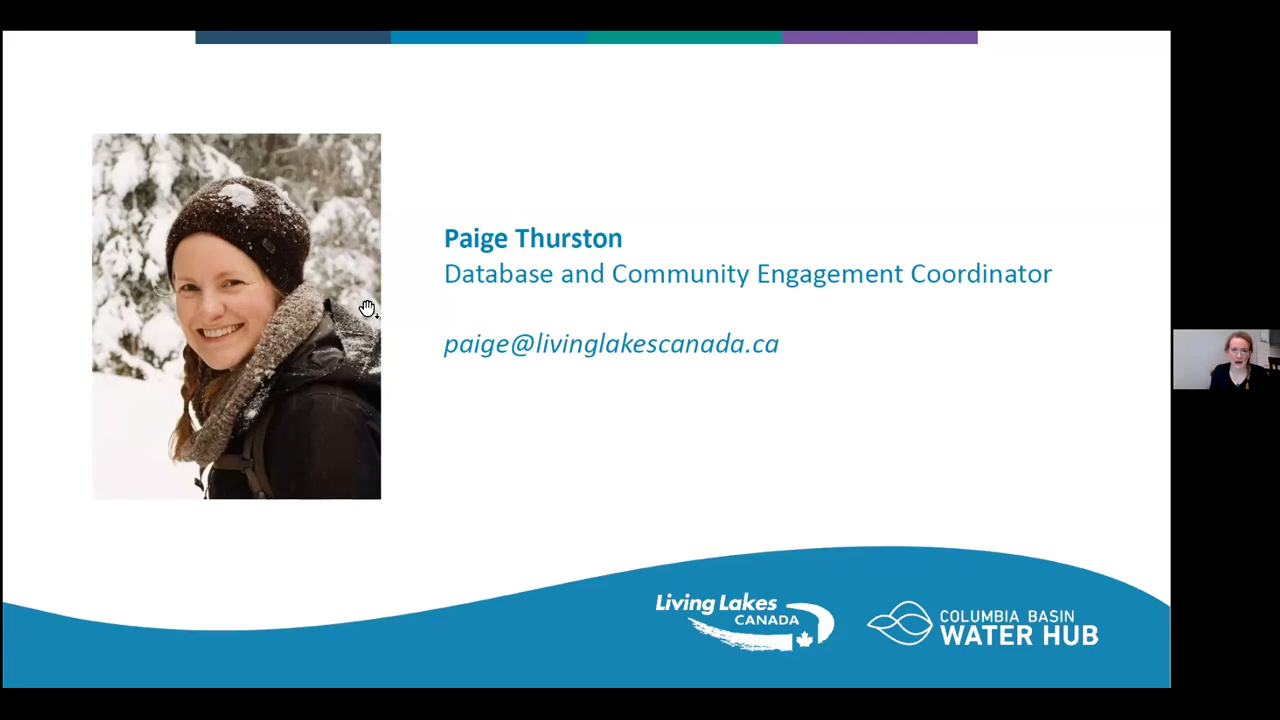 Paige Thurston
Database and Community Engagement Coordinator
paige@livinglakescanada.ca
Living Lakes
CANADA
COLUMBIA BASIN
WATER HUB